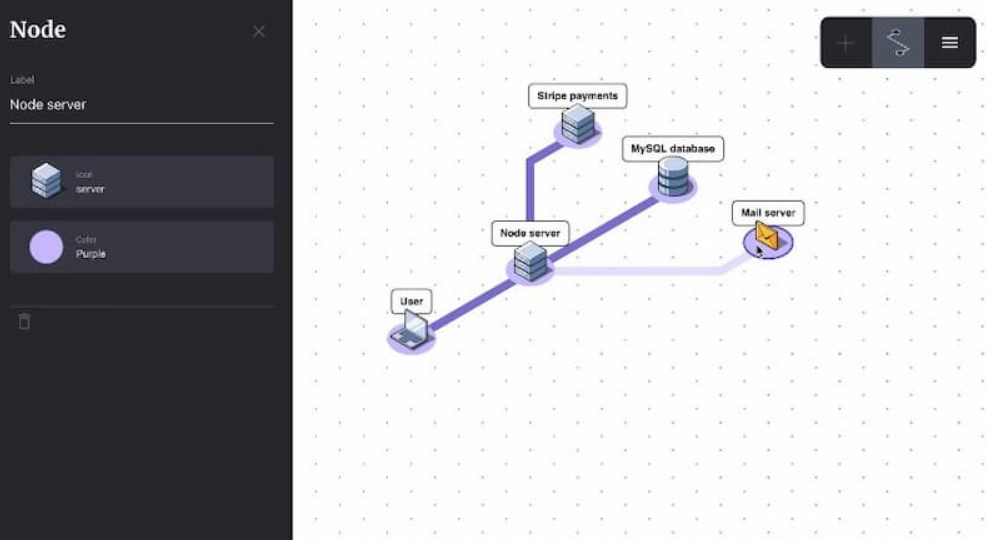 Node
Label
Node server
Icon
server
Color
Purple
Stripe payments
MySQL database
Mail server
Node server
User